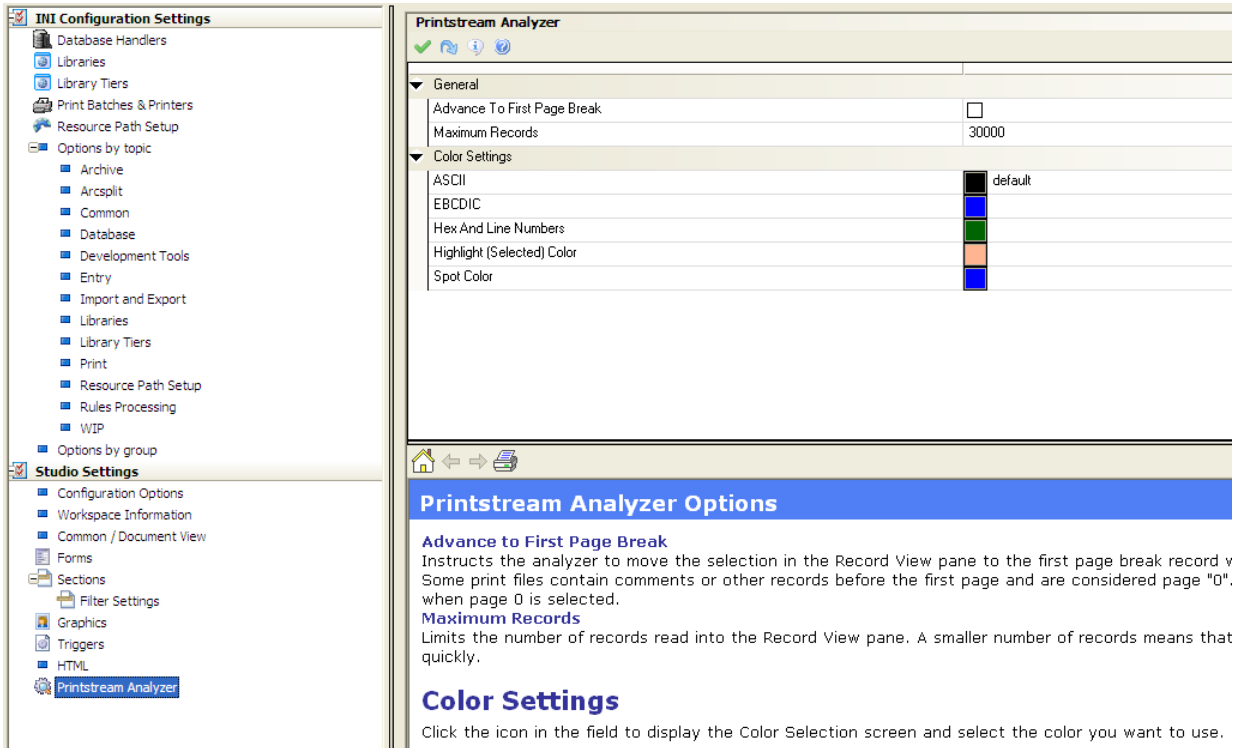 INI Configuration Settings
Database Handlers
Libraries
Library Tiers
Print Batches & Printers
Resource Path Setup
Options by topic
Archive
Arcsplit
Common
Database
Development Tools
Entry
Import and Export
Libraries
Library Tiers
Print
Resource Path Setup
Rules Processing
WIP
Options by group
Studio Settings
Configuration Options
Workspace Information
Common / Document View
Forms
Sections
Filter Settings
Graphics
Triggers
HTML
Printstream Analyzer
Printstream Analyzer
General
Advance To First Page Break
Maximum Records 30000
Color Settings
ASCII default
EBCDIC
Hex And Line Numbers
Highlight (Selected) Color
Spot Color
Printstream Analyzer Options
Advance to First Page Break
Instructs the analyzer to move the selection in the Record View pane to the first page break record
Some print files contain comments or other records before the first page and are considered page "0".
when page 0 is selected.
Maximum Records
Limits the number of records read into the Record View pane. A smaller number of records means that
quickly.
Color Settings
Click the icon in the field to display the Color Selection screen and select the color you want to use.